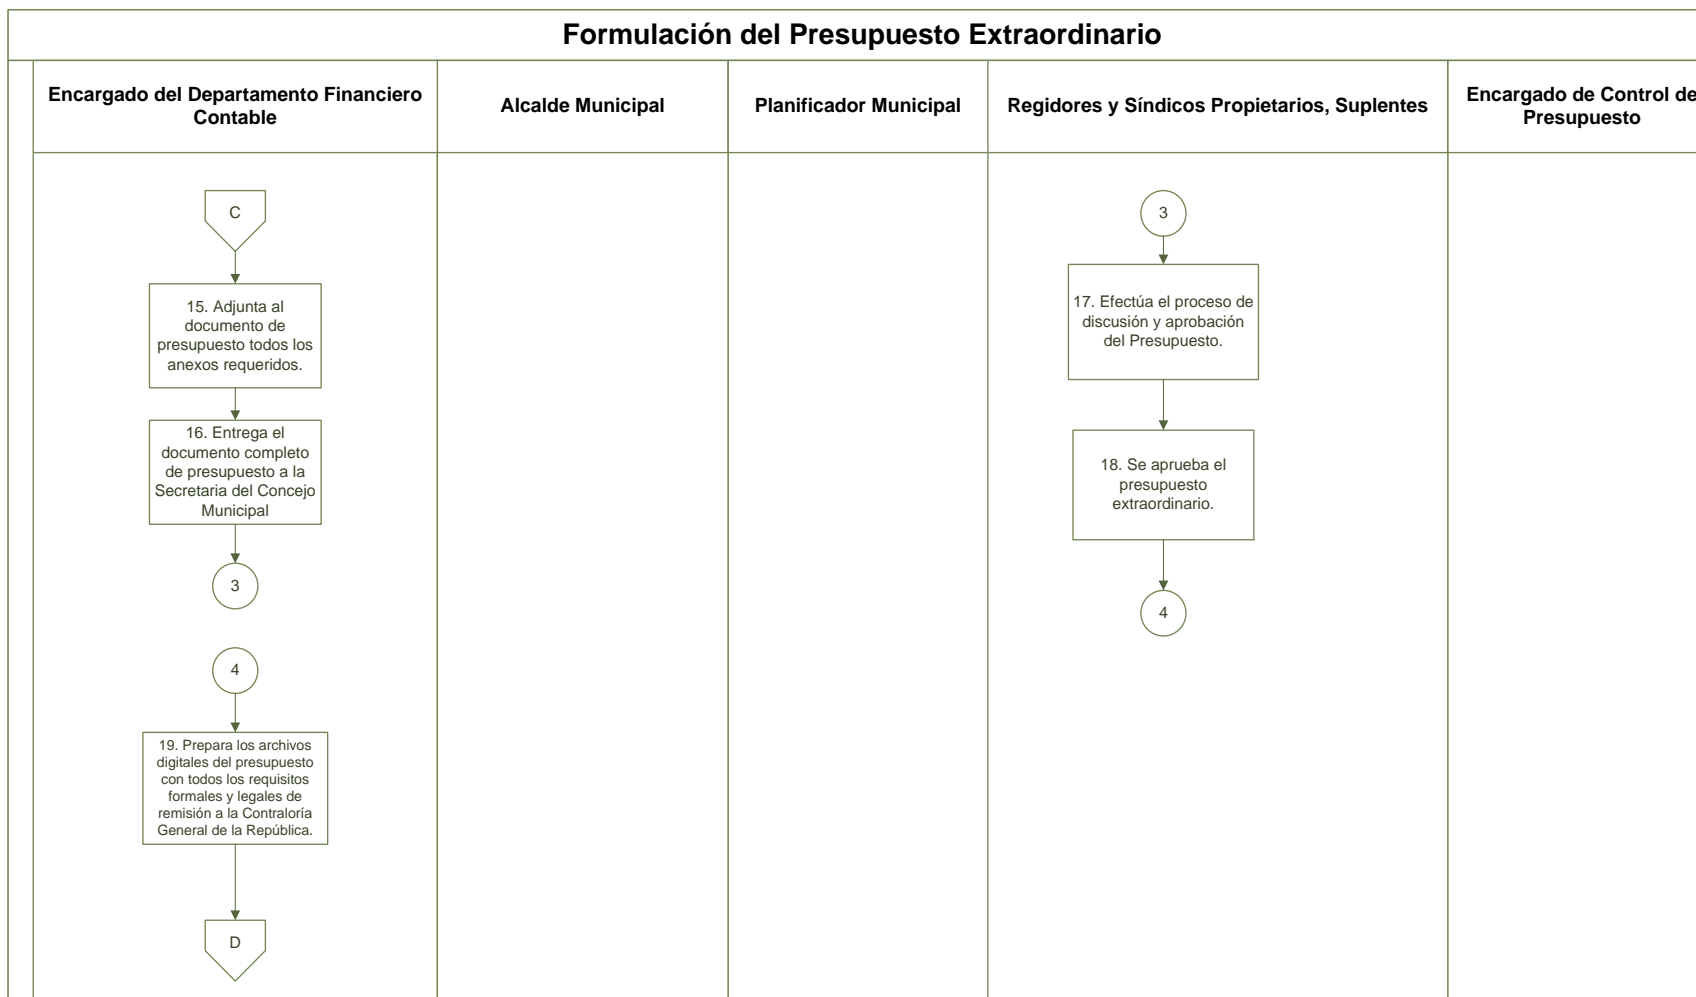 Formulación del Presupuesto Extraordinario
Encargado del Departamento Financiero
Contable
Alcalde Municipal
Planificador Municipal
Regidores y Síndicos Propietarios, Suplentes
Encargado de Control de
Presupuesto
C
15. Adjunta al
documento de
presupuesto todos los
anexos requeridos.
16. Entrega el
documento completo
de presupuesto a la
Secretaria del Concejo
Municipal
3
4
19. Prepara los archivos
digitales del presupuesto
con todos los requisitos
formales y legales de
remisión a la Contraloría
General de la República.
D
3
17. Efectúa el proceso de
discusión y aprobación
del Presupuesto.
18. Se aprueba el
presupuesto
extraordinario.
4